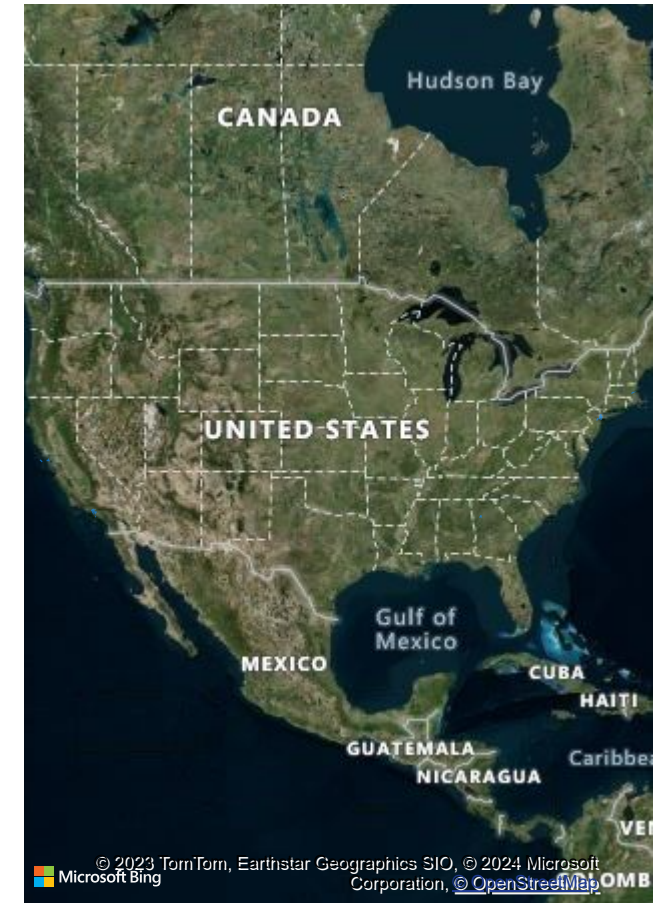 Hudson Bay
CANADA
UNITED STATES
Gulf of
Mexico
MEXICO
CUBA
HAITI
GUATEMALA
Caribbea
NICARAGUA
VEN
© 2023 TomTom, Earthstar Geographics SIO, © 2024 Microsoft
Corporation, © OpenStreetMap
OLOMB
Microsoft Bing